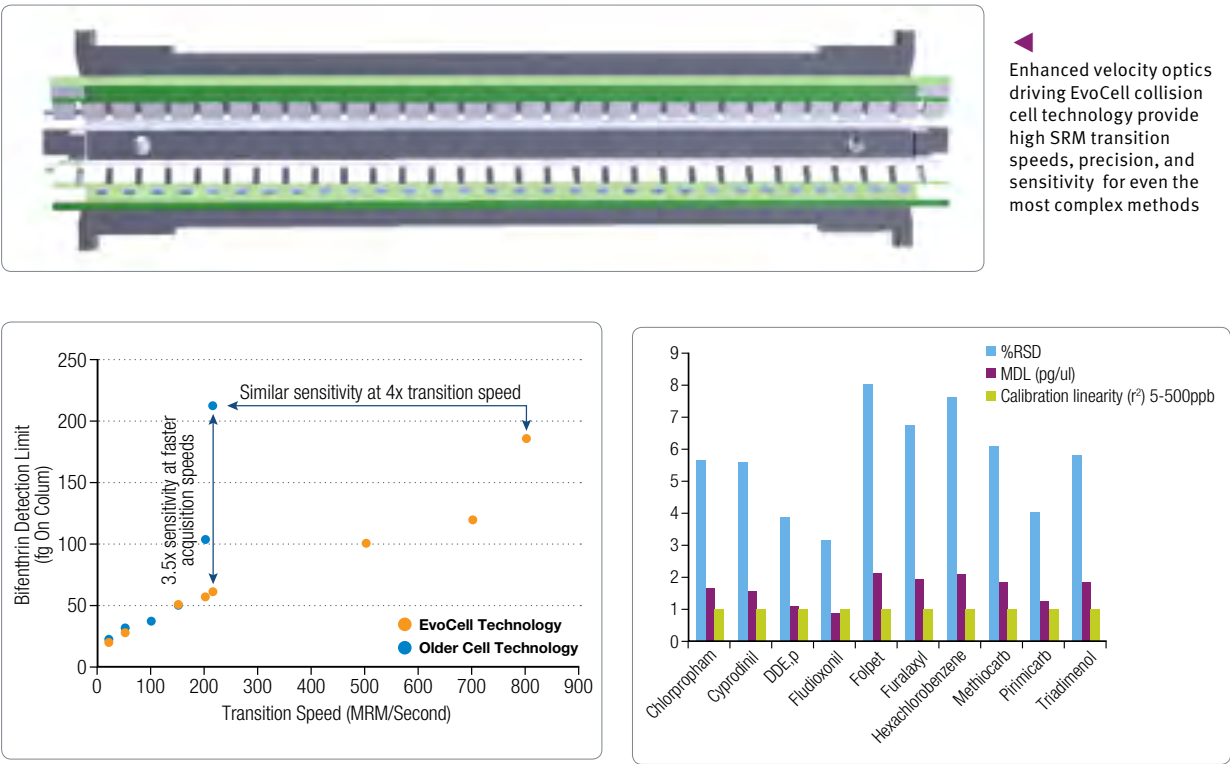 ◀
Enhanced velocity optics
driving EvoCell collision
cell technology provide
high SRM transition
speeds, precision, and
sensitivity for even the
most complex methods
250
200
150
100
50
0
Bifenthrin Detection Limit
(fg On Colum)
Similar sensitivity at 4x transition speed
3.5x sensitivity at faster
acquisition speeds
EvoCell Technology
Older Cell Technology
0 100 200 300 400 500 600 700 800 900
Transition Speed (MRM/Second)
9
8
7
6
5
4
3
2
1
0
%RSD
MDL (pg/ul)
Calibration linearity (r²) 5-500ppb
Chlorpropham
Cyprodinil
DDE,p
Fludioxonil
Folpet
Furalaxyl
Hexachlorobenzene
Methiocarb
Pirimicarb
Triadimenol